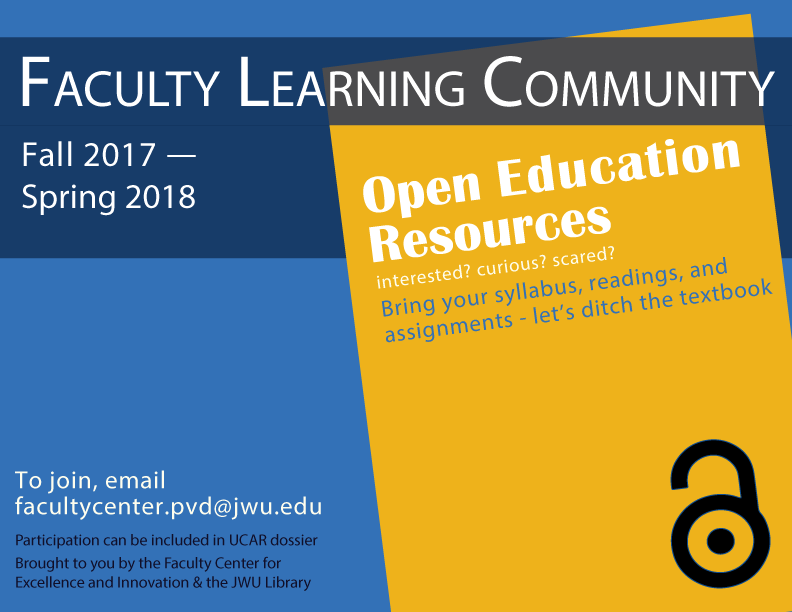 Faculty Learning Community
Fall 2017 —
Spring 2018
Open Education
Resources
interested? curious? scared?
Bring your syllabus, readings, and
assignments - let's ditch the textbook
To join, email
facultycenter.pvd@jwu.edu
Participation can be included in UCAR dossier
Brought to you by the Faculty Center for
Excellence and Innovation & the JWU Library